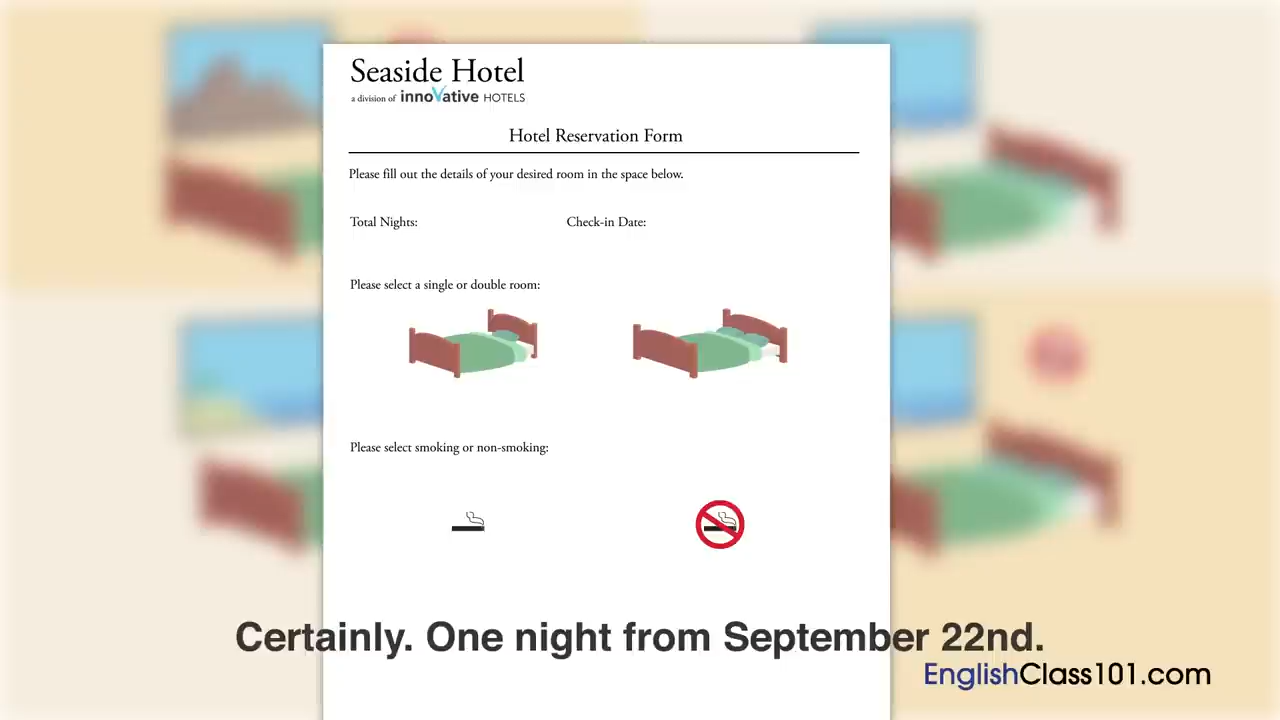 Seaside Hotel
a division of innoVative HOTELS
Hotel Reservation Form
Please fill out the details of your desired room in the space below.
Total Nights: Check-in Date:
Please select a single or double room:
Please select smoking or non-smoking:
Certainly. One night from September 22nd.
EnglishClass101.com